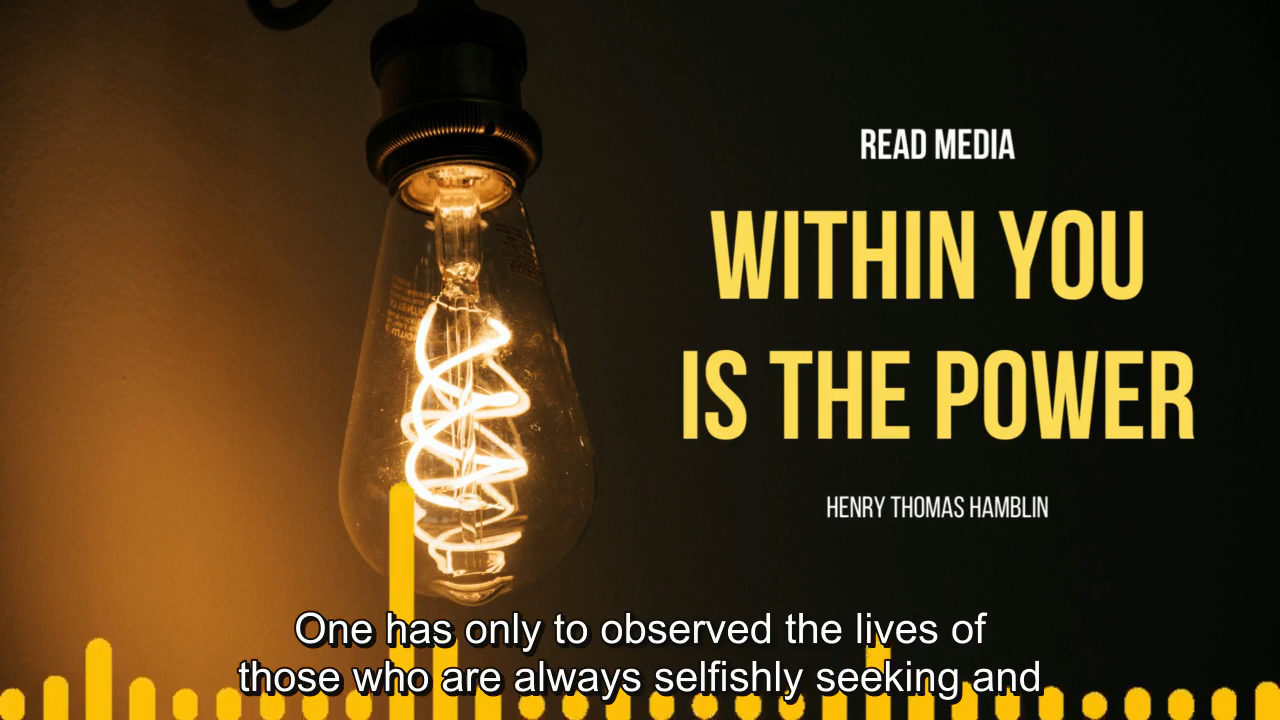 READ MEDIA
WITHIN YOU
IS THE POWER
HENRY THOMAS HAMBLIN
One has only to observed the lives of
those who are always selfishly seeking and